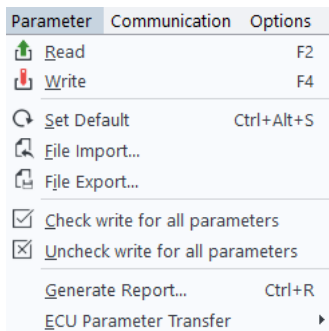 Parameter Communication Options
Read F2
Write F4
Set Default Ctrl+Alt+S
File Import...
File Export...
Check write for all parameters
Uncheck write for all parameters
Generate Report... Ctrl+R
ECU Parameter Transfer